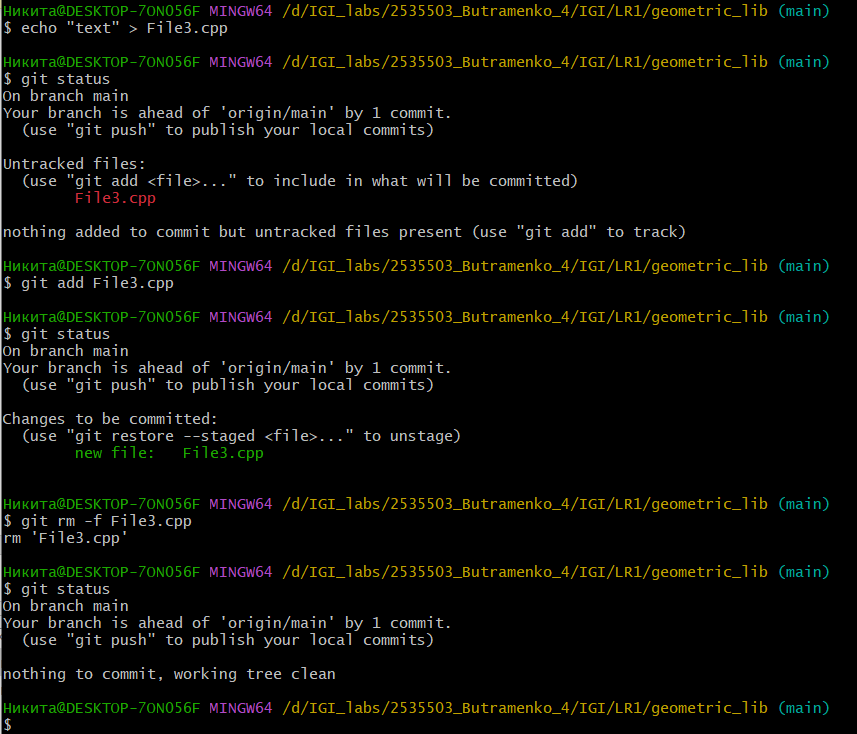 Никита@DESKTOP-7ONO56F MINGW64 /d/IGI_labs/2535503_Butramenko_4/IGI/LR1/geometric_lib (main)
$ echo "text" > File3.cpp
Никита@DESKTOP-7ONO56F MINGW64 /d/IGI_labs/2535503_Butramenko_4/IGI/LR1/geometric_lib (main)
$ git status
On branch main
Your branch is ahead of 'origin/main' by 1 commit.
  (use "git push" to publish your local commits)
Untracked files:
  (use "git add <file>..." to include in what will be committed)
        File3.cpp
nothing added to commit but untracked files present (use "git add" to track)
Никита@DESKTOP-7ONO56F MINGW64 /d/IGI_labs/2535503_Butramenko_4/IGI/LR1/geometric_lib (main)
$ git add File3.cpp
Никита@DESKTOP-7ONO56F MINGW64 /d/IGI_labs/2535503_Butramenko_4/IGI/LR1/geometric_lib (main)
$ git status
On branch main
Your branch is ahead of 'origin/main' by 1 commit.
  (use "git push" to publish your local commits)
Changes to be committed:
  (use "git restore --staged <file>..." to unstage)
        new file:   File3.cpp
Никита@DESKTOP-7ONO56F MINGW64 /d/IGI_labs/2535503_Butramenko_4/IGI/LR1/geometric_lib (main)
$ git rm -f File3.cpp
rm 'File3.cpp'
Никита@DESKTOP-7ONO56F MINGW64 /d/IGI_labs/2535503_Butramenko_4/IGI/LR1/geometric_lib (main)
$ git status
On branch main
Your branch is ahead of 'origin/main' by 1 commit.
  (use "git push" to publish your local commits)
nothing to commit, working tree clean
Никита@DESKTOP-7ONO56F MINGW64 /d/IGI_labs/2535503_Butramenko_4/IGI/LR1/geometric_lib (main)
$